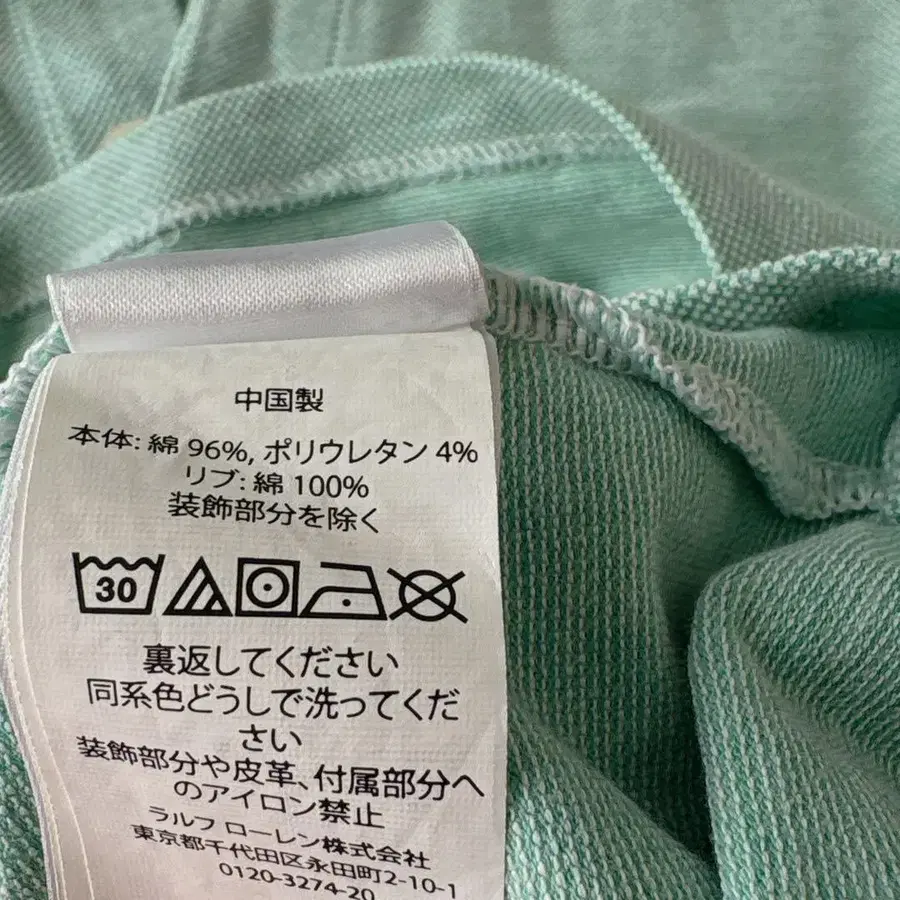 中国製
本体: 綿 96%, ポリウレタン 4%
リブ: 綿 100%
装飾部分を除く
30
裏返してください
同系色どうしで洗ってくだ
さい
装飾部分や皮革、付属部分へ
のアイロン禁止
ラルフ ローレン株式会社
東京都千代田区永田町2-10-1
0120-3274-20